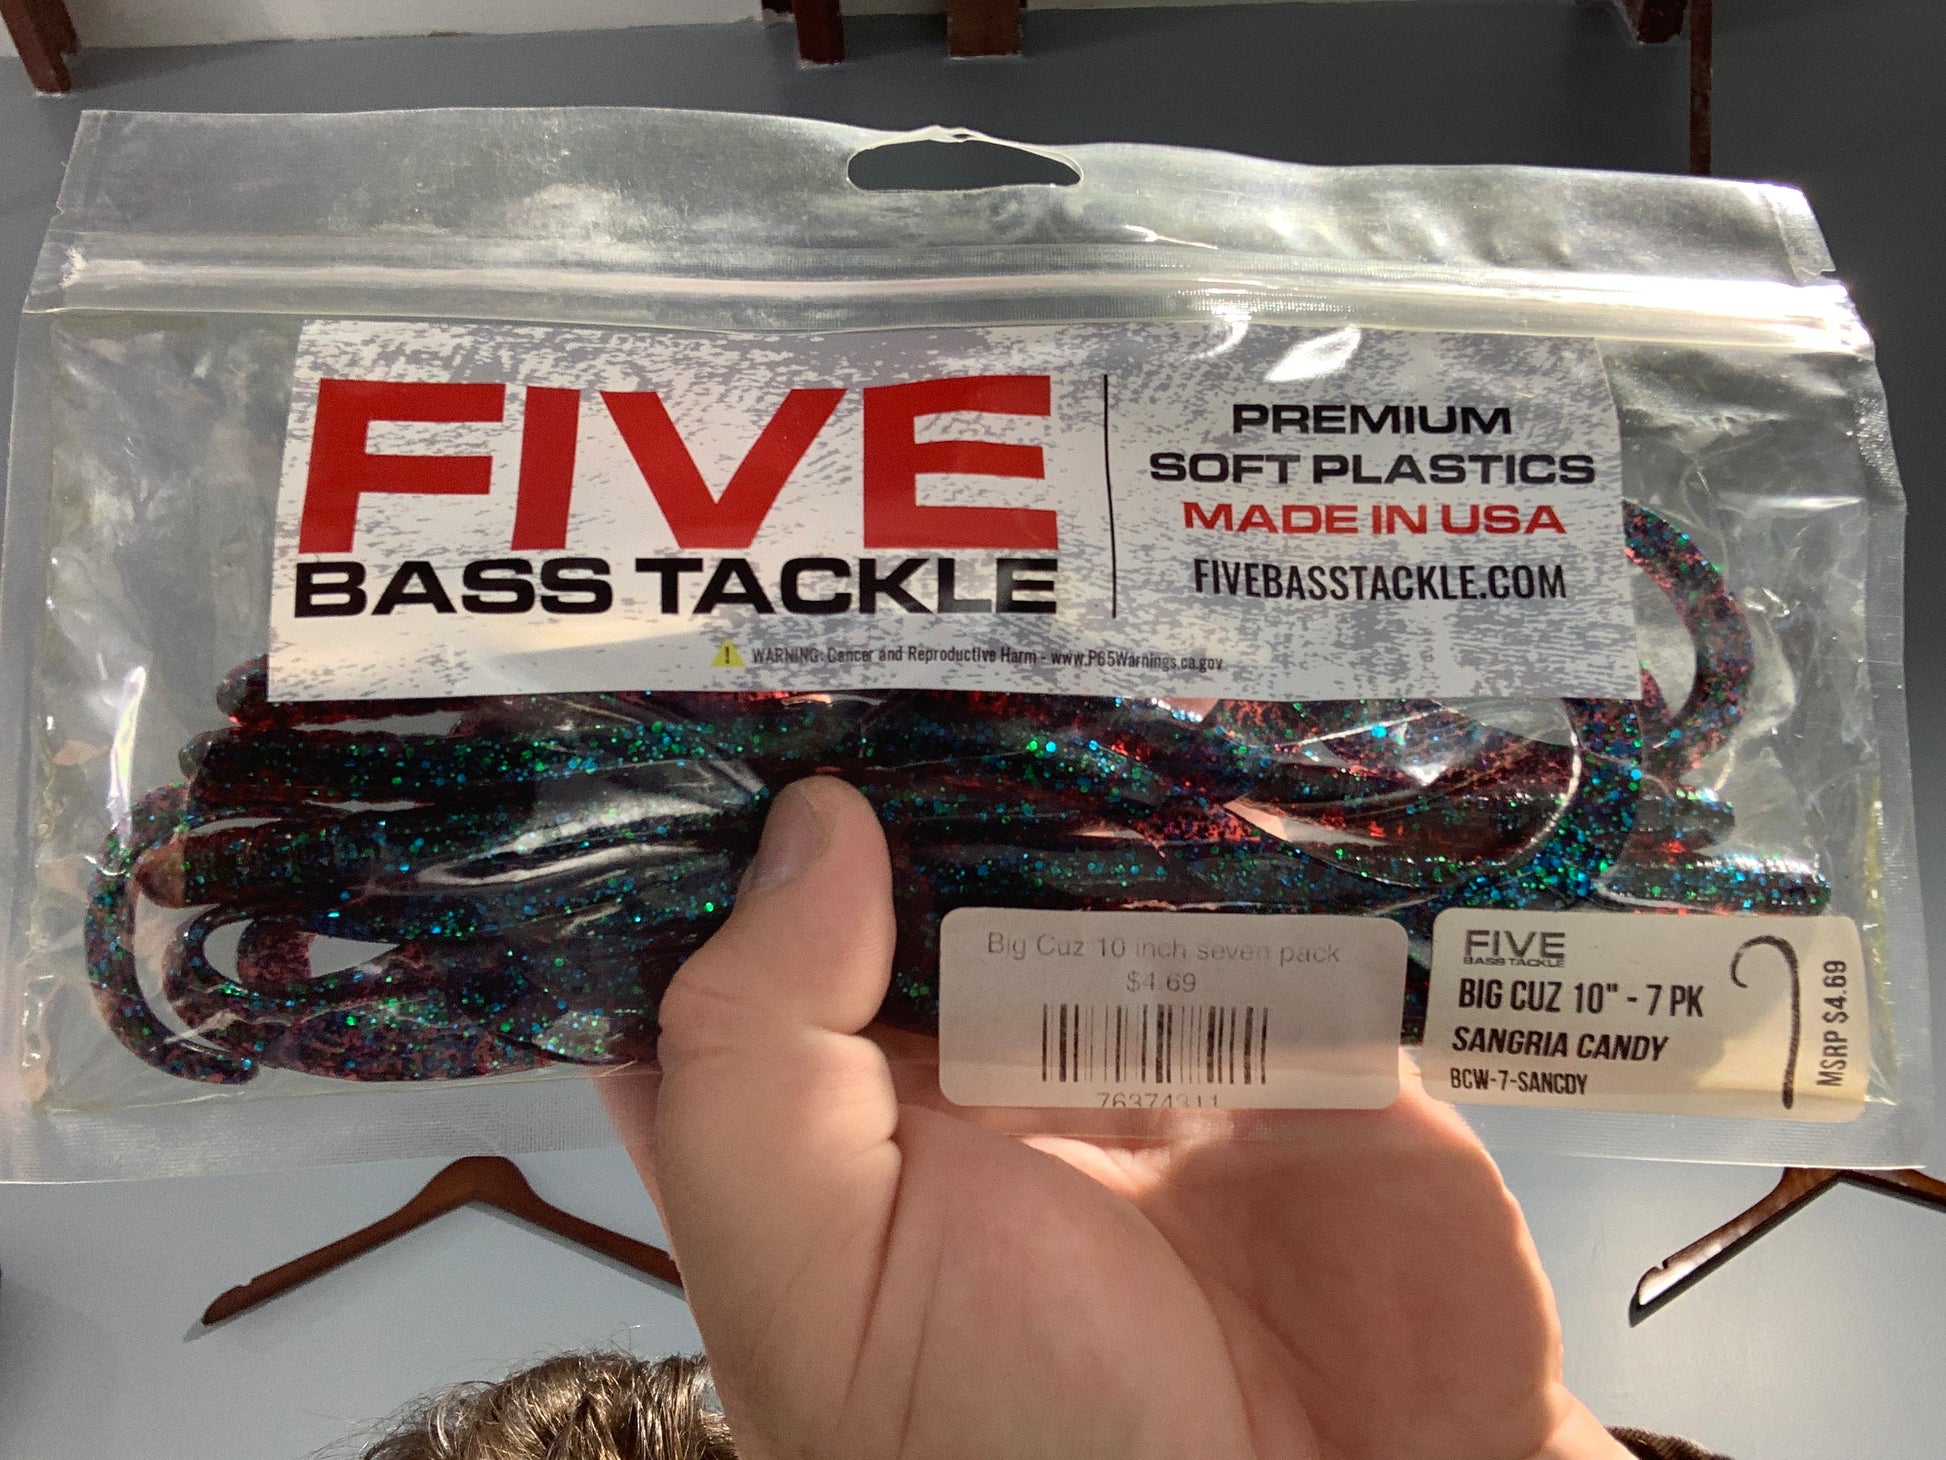 FIVE
BASS TACKLE
PREMIUM
SOFT PLASTICS
MADE IN USA
FIVEBASSTACKLE.COM
WARNING: Cancer and Reproductive Harm - www.P65Warnings.ca.gov
Big Cuz 10 inch seven pack
$4.69
76374311
FIVE
BASS TACKLE
BIG CUZ 10" - 7 PK
SANGRIA CANDY
BCW-7-SANCDY
MSRP $4.69